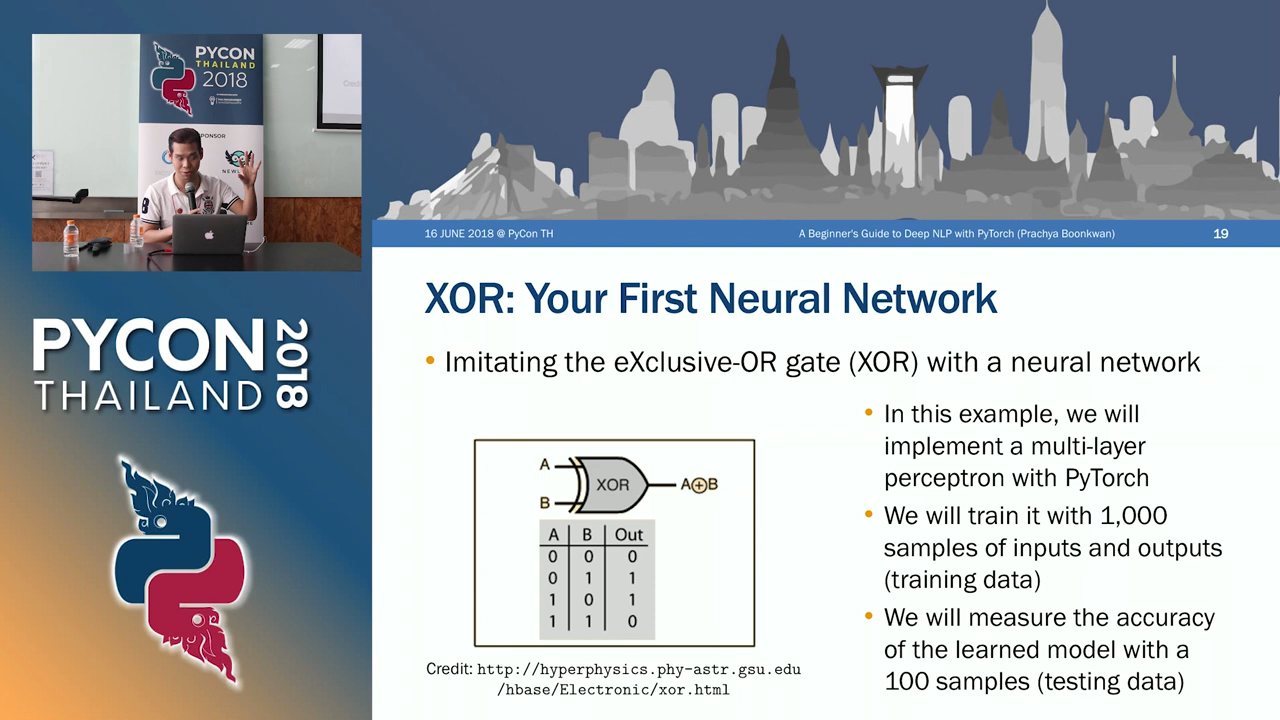 PYCON
THAILAND
2018
SPONSOR
NEW
PYCON 2018
THAILAND
16 JUNE 2018 @ PyCon TH
A Beginner's Guide to Deep NLP with PyTorch (Prachya Boonkwan)
19
XOR: Your First Neural Network
• Imitating the eXclusive-OR gate (XOR) with a neural network
A
B
XOR
A⊕B
A B Out
0 0 0
0 1 1
1 0 1
1 1 0
Credit: http://hyperphysics.phy-astr.gsu.edu
/hbase/Electronic/xor.html
• In this example, we will
implement a multi-layer
perceptron with PyTorch
• We will train it with 1,000
samples of inputs and outputs
(training data)
• We will measure the accuracy
of the learned model with a
100 samples (testing data)